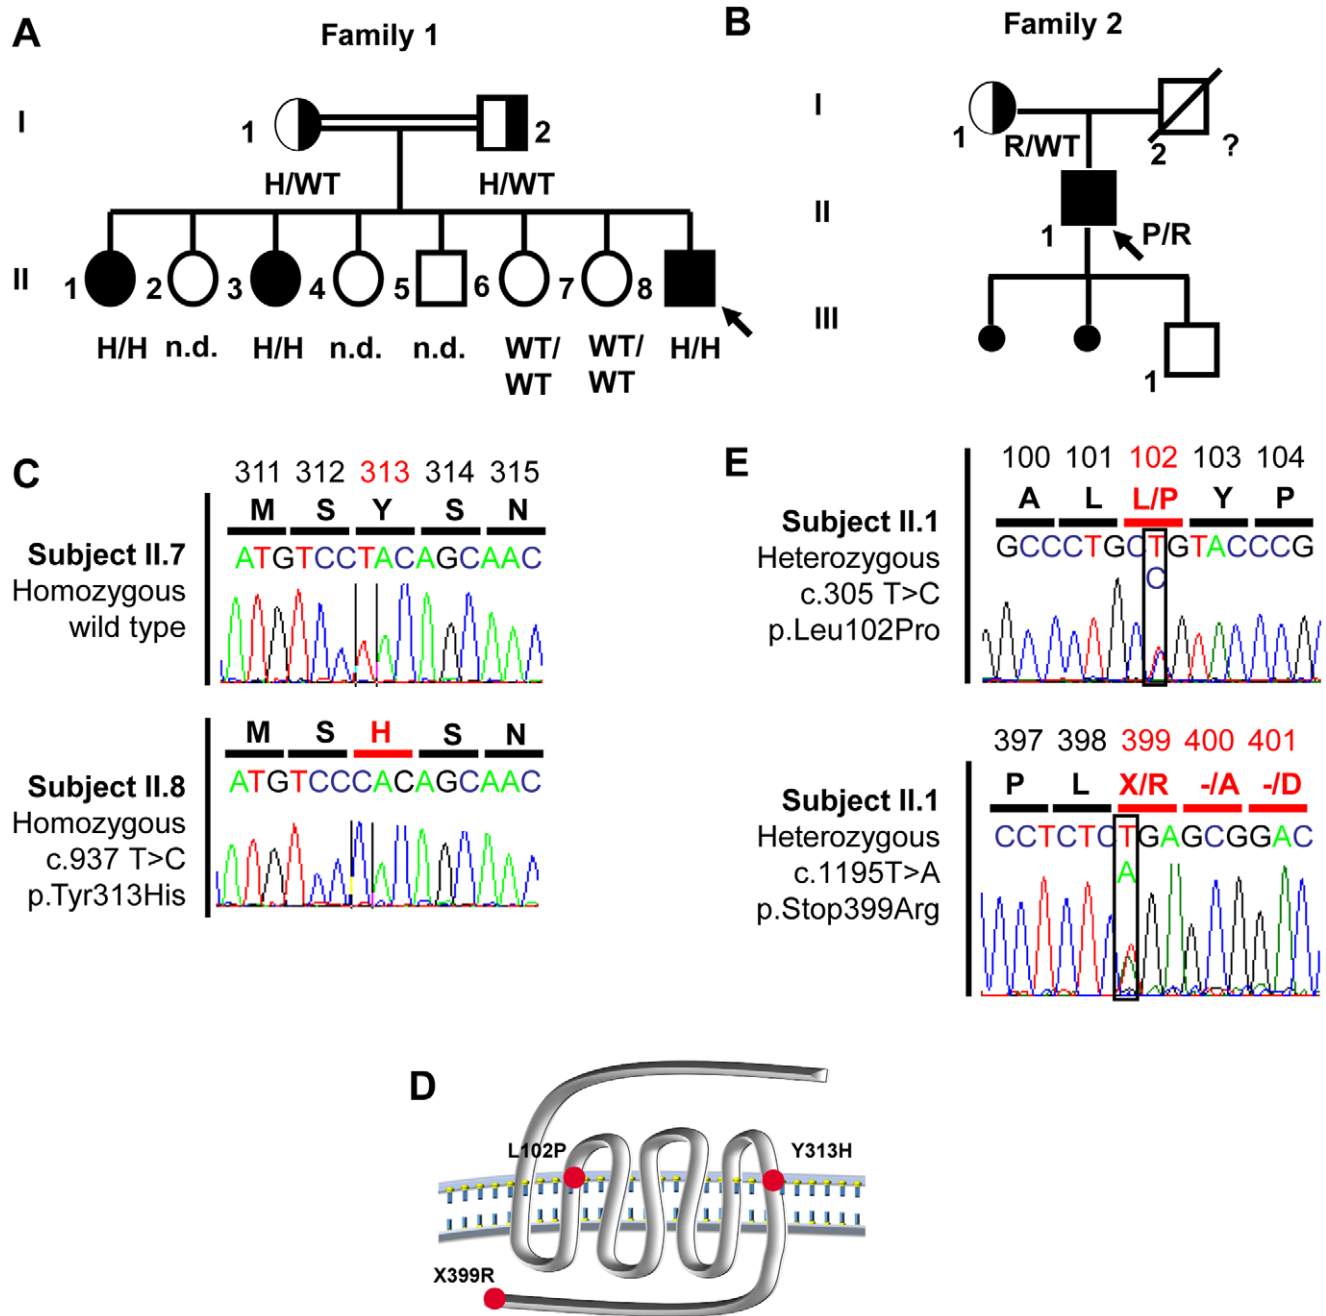 A
Family 1
I
1
2
H/WT
H/WT
II
1
2
3
4
5
6
7
8
H/H
n.d.
H/H
n.d.
n.d.
WT/
WT
WT/
WT
H/H
B
Family 2
I
1
R/WT
2
?
II
1
P/R
III
1
C
311 312 313 314 315
M S Y S N
Subject II.7
Homozygous
wild type
ATGTCCTACAGCAAC
M S H S N
Subject II.8
Homozygous
c.937 T>C
p.Tyr313His
ATGTCCCACAGCAAC
E
100 101 102 103 104
A L L/P Y P
Subject II.1
Heterozygous
c.305 T>C
p.Leu102Pro
GCCCTGCTGTACCCG
C
397 398 399 400 401
P L X/R -/A -/D
Subject II.1
Heterozygous
c.1195T>A
p.Stop399Arg
CCTCTCTGAGCGGAC
A
D
L102P
Y313H
X399R